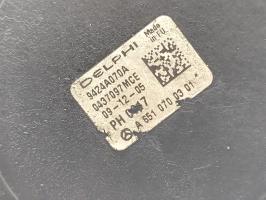 DELPHI
Made
in EU.
9424A070A
0437097MCE
09-12-05
PH
A 651 070 03 01